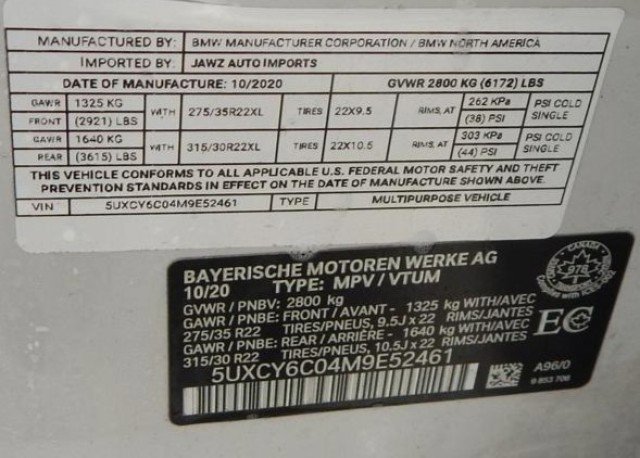 MANUFACTURED BY: BMW MANUFACTURER CORPORATION / BMW NORTH AMERICA
IMPORTED BY: JAWZ AUTO IMPORTS
DATE OF MANUFACTURE: 10/2020 GVWR 2800 KG (6172) LBS
GAWR 1325 KG WITH 275/35R22XL TIRES 22X9.5 RIMS, AT 262 KPa PSI COLD
FRONT (2921) LBS (38) PSI SINGLE
GAWR 1640 KG WITH 315/30R22XL TIRES 22X10.5 RIMS, AT 303 KPa PSI COLD
REAR (3615) LBS (44) PSI SINGLE
THIS VEHICLE CONFORMS TO ALL APPLICABLE U.S. FEDERAL MOTOR SAFETY AND THEFT
PREVENTION STANDARDS IN EFFECT ON THE DATE OF MANUFACTURE SHOWN ABOVE.
VIN 5UXCY6C04M9E52461 TYPE MULTIPURPOSE VEHICLE
BAYERISCHE MOTOREN WERKE AG
10/20 TYPE: MPV / VTUM
GVWR / PNBV: 2800 kg
GAWR / PNBE: FRONT / AVANT - 1325 kg WITH/AVEC
275/35 R22 TIRES/PNEUS, 9.5J x 22 RIMS/JANTES
GAWR / PXBE: REAR / ARRIÈRE - 1640 kg WITH/AVEC
315/30 R22 TIRES/PNEUS, 10.5J x 22 RIMS/JANTES
5UXCY6C04M9E52461
CANADA
978
EC
A96/0
9 853 706